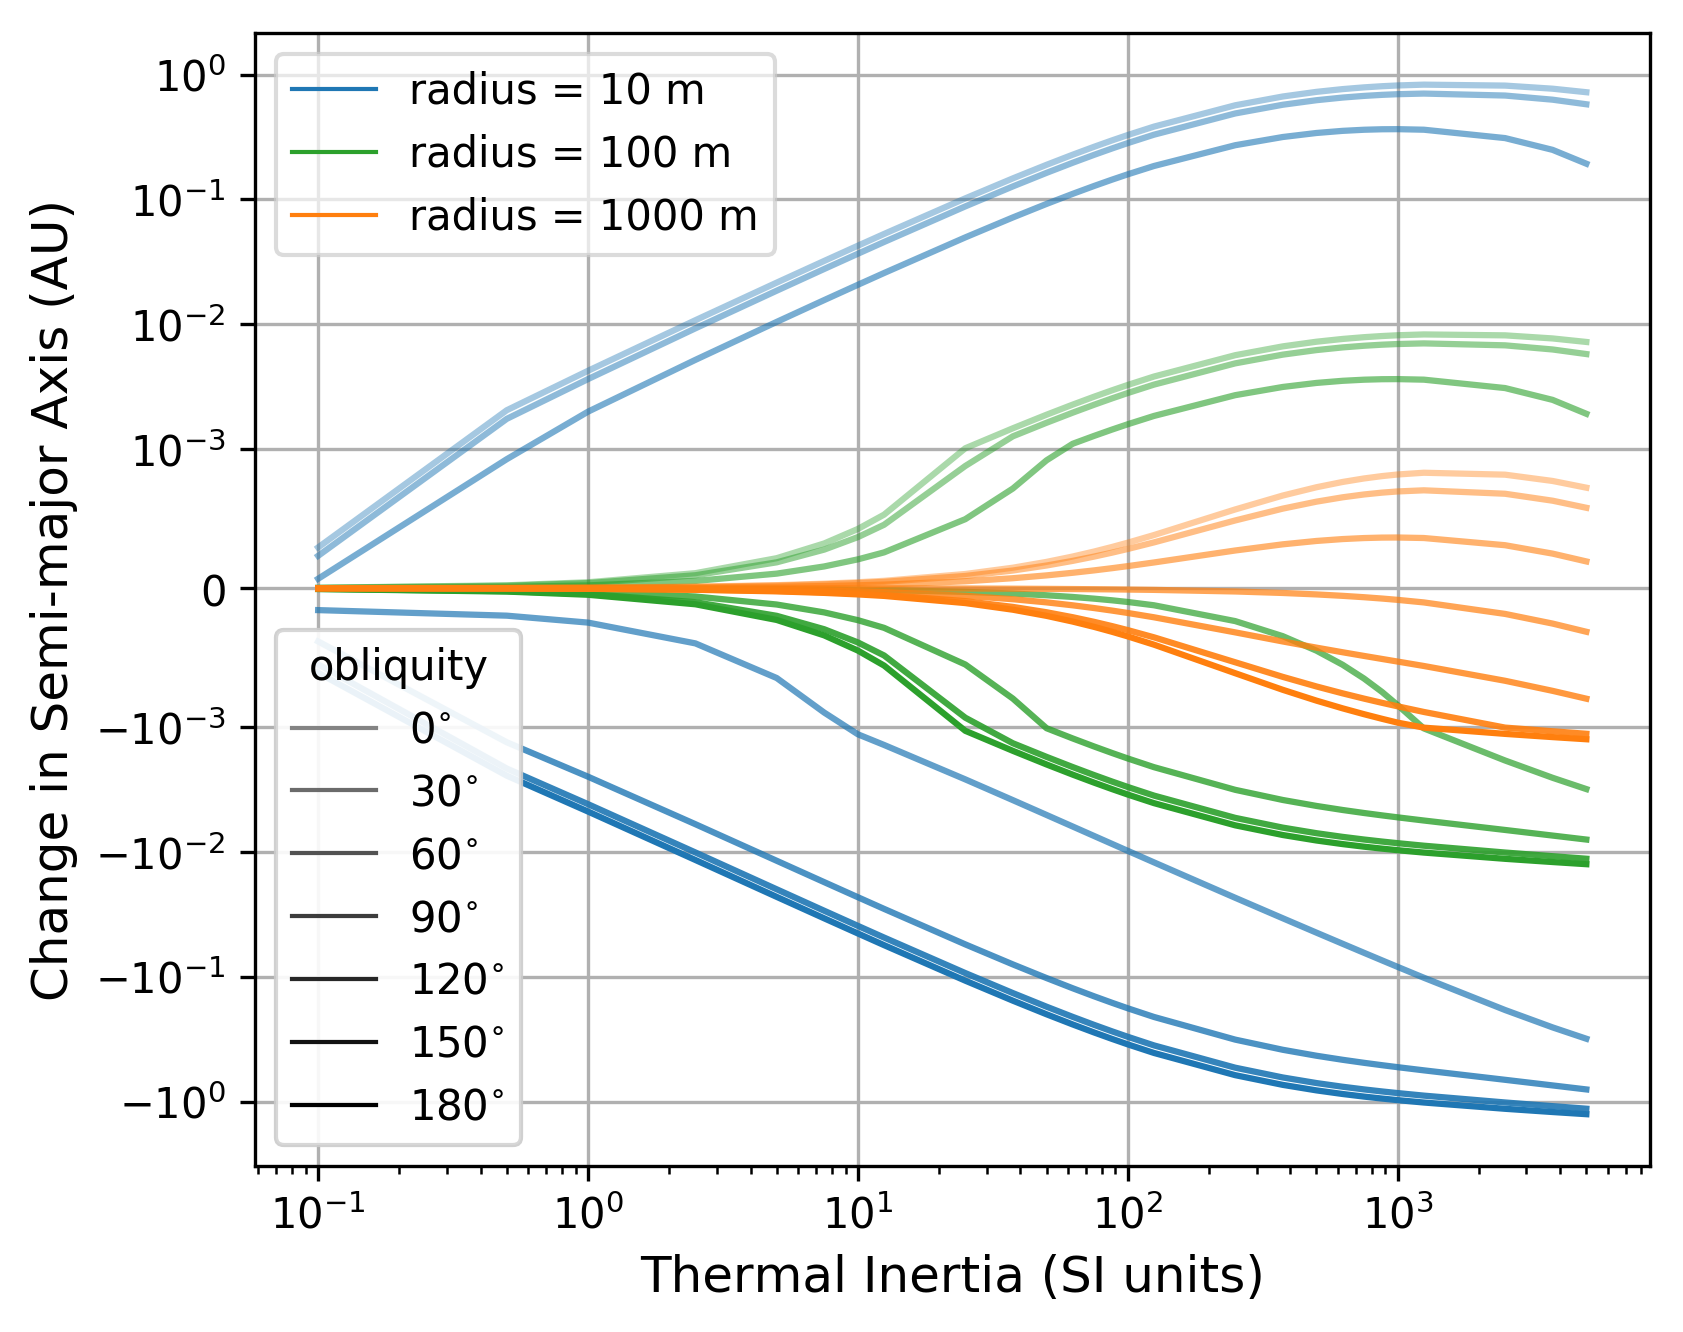 10⁰
10⁻¹
10⁻²
10⁻³
0
−10⁻³
−10⁻²
−10⁻¹
−10⁰
Change in Semi-major Axis (AU)
radius = 10 m
radius = 100 m
radius = 1000 m
obliquity
0°
30°
60°
90°
120°
150°
180°
10⁻¹ 10⁰ 10¹ 10² 10³
Thermal Inertia (SI units)